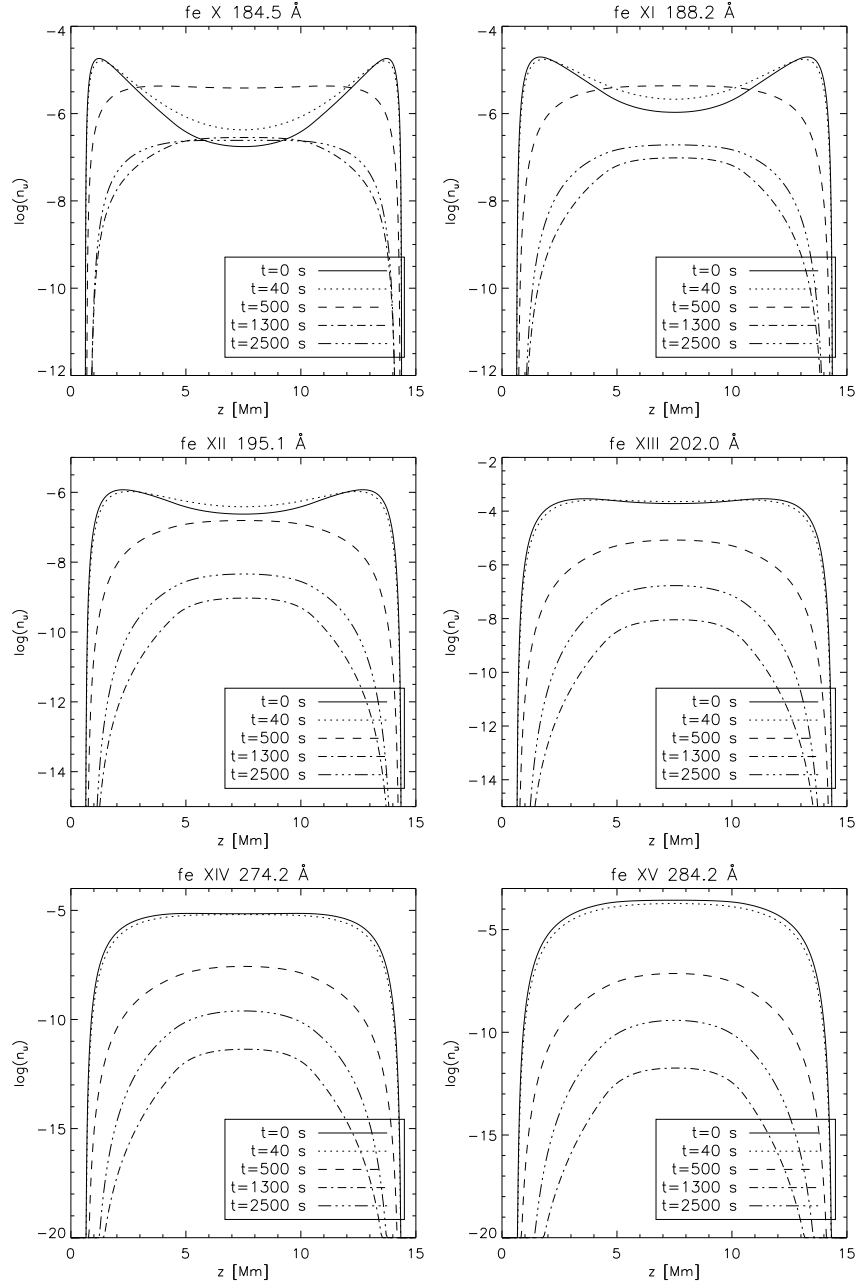 fe X 184.5 Å
log(n_u)
-4
-6
-8
-10
-12
t=0 s
t=40 s
t=500 s
t=1300 s
t=2500 s
0 5 10 15
z [Mm]
fe XI 188.2 Å
log(n_u)
-4
-6
-8
-10
-12
t=0 s
t=40 s
t=500 s
t=1300 s
t=2500 s
0 5 10 15
z [Mm]
fe XII 195.1 Å
log(n_u)
-6
-8
-10
-12
-14
t=0 s
t=40 s
t=500 s
t=1300 s
t=2500 s
0 5 10 15
z [Mm]
fe XIII 202.0 Å
log(n_u)
-2
-4
-6
-8
-10
-12
-14
t=0 s
t=40 s
t=500 s
t=1300 s
t=2500 s
0 5 10 15
z [Mm]
fe XIV 274.2 Å
log(n_u)
-5
-10
-15
-20
t=0 s
t=40 s
t=500 s
t=1300 s
t=2500 s
0 5 10 15
z [Mm]
fe XV 284.2 Å
log(n_u)
-5
-10
-15
-20
t=0 s
t=40 s
t=500 s
t=1300 s
t=2500 s
0 5 10 15
z [Mm]